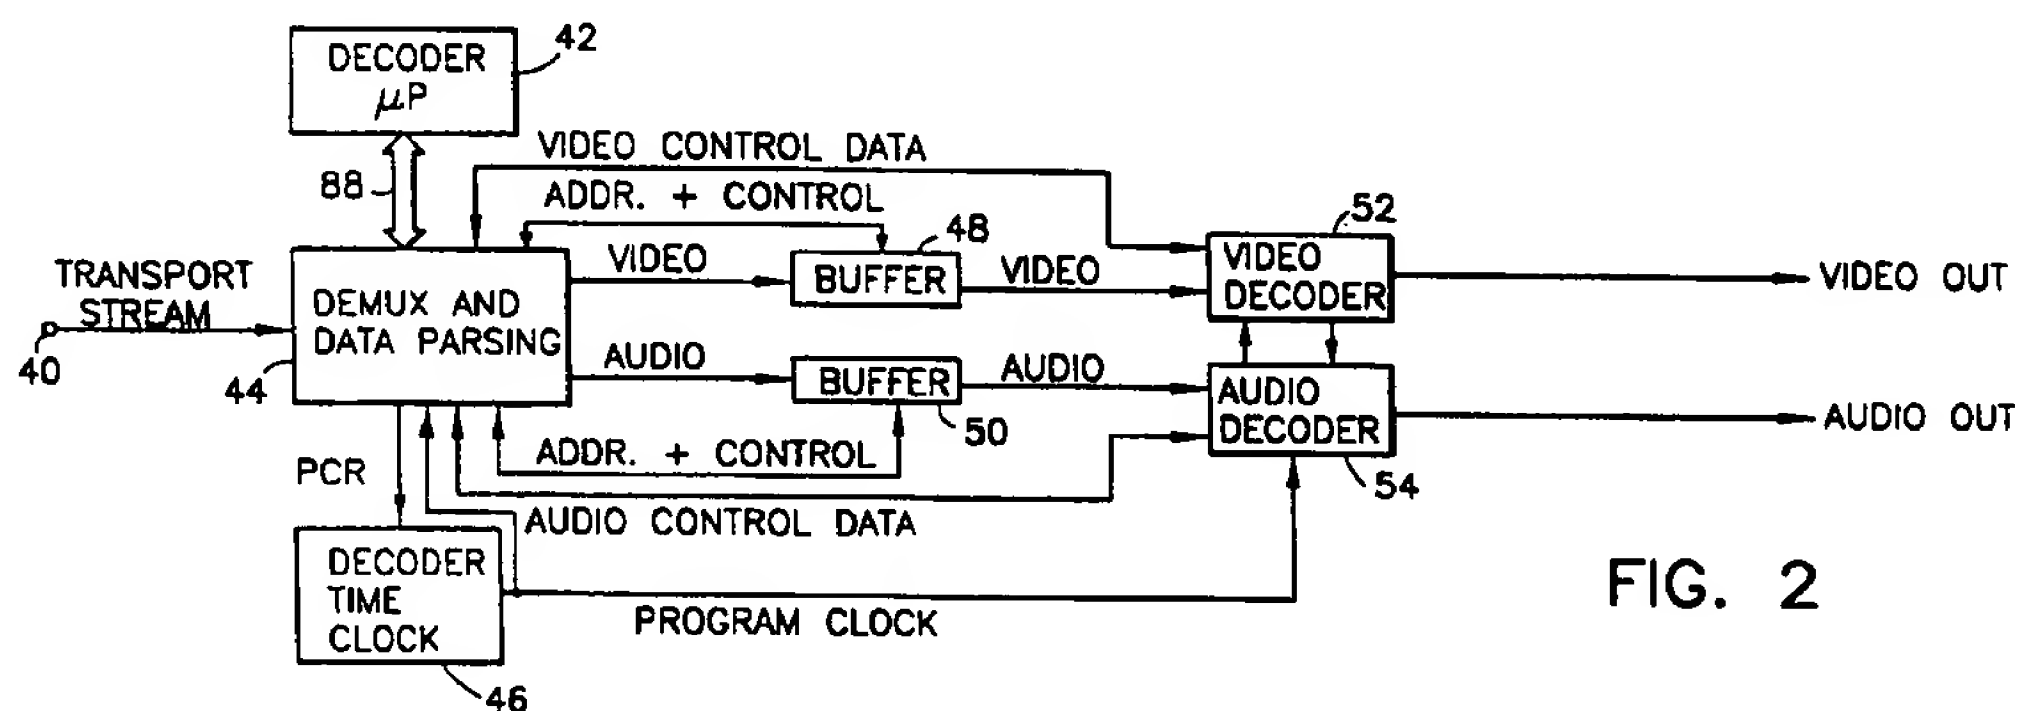 DECODER
μP
42
88
VIDEO CONTROL DATA
ADDR. + CONTROL
TRANSPORT
STREAM
40
DEMUX AND
DATA PARSING
44
VIDEO
BUFFER
48
VIDEO
VIDEO
DECODER
52
VIDEO OUT
AUDIO
BUFFER
50
AUDIO
AUDIO
DECODER
54
AUDIO OUT
ADDR. + CONTROL
PCR
AUDIO CONTROL DATA
DECODER
TIME
CLOCK
46
PROGRAM CLOCK
FIG. 2